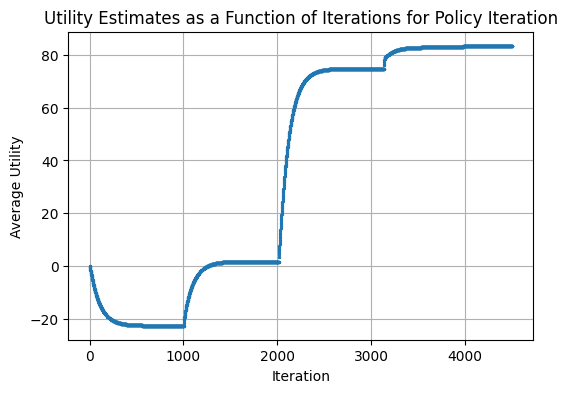 Utility Estimates as a Function of Iterations for Policy Iteration
80
60
40
20
0
−20
Average Utility
0 1000 2000 3000 4000
Iteration